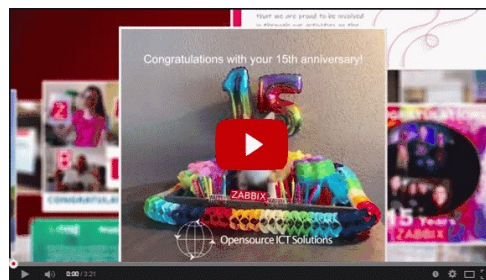 that we are proud to be involved
Congratulations with your 15th anniversary!
15
ZABBIX
Opensource ICT Solutions
15 Years
0:00 / 3:21